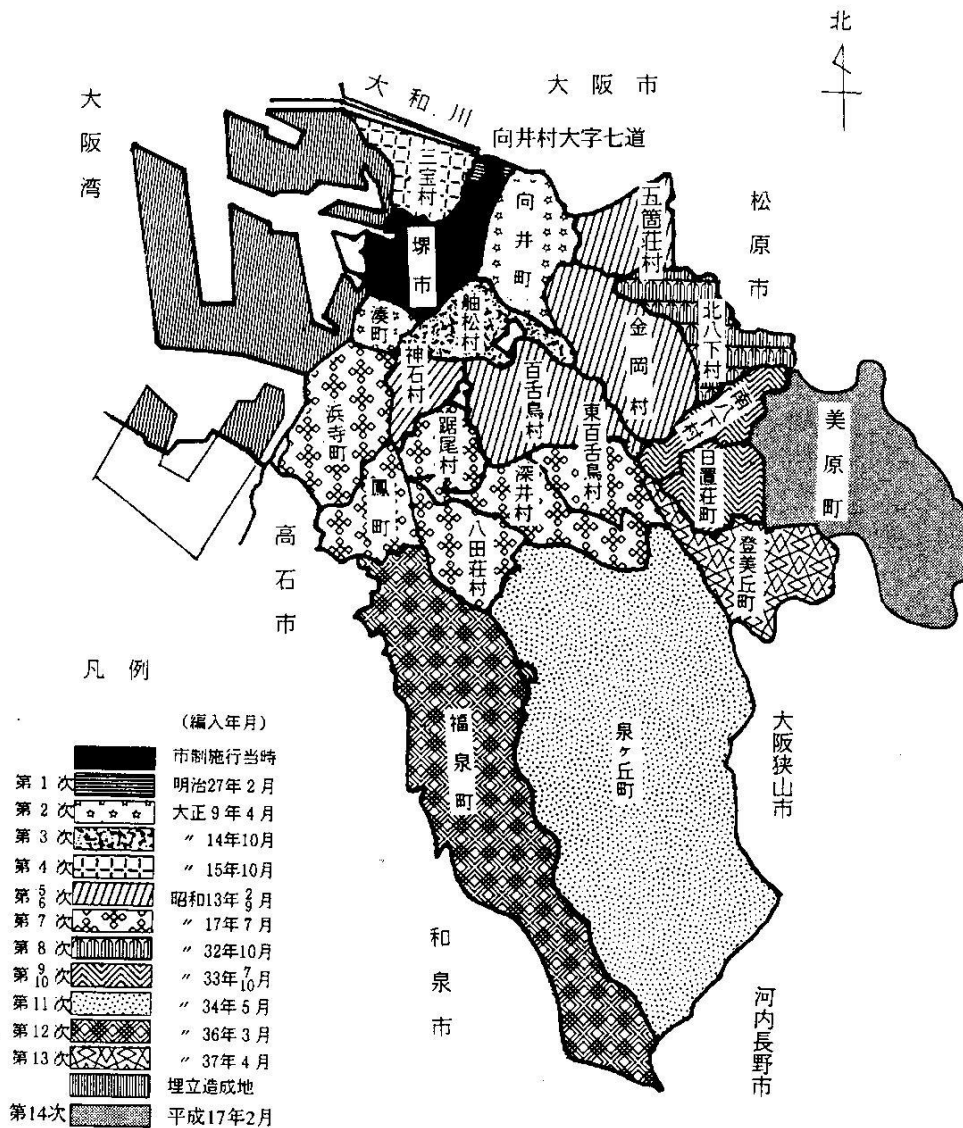 北
大阪市
大和川
大阪湾
向井村大字七道
三宝村
向井町
五箇荘村
松原市
堺市
北八下村
湊町
舳松村
金岡村
神石村
百舌鳥村
南八下村
美原町
浜寺町
踞尾村
東百舌鳥村
日置荘町
鳳町
深井村
八田荘村
登美丘町
高石市
福泉町
泉ヶ丘町
大阪狭山市
和泉市
河内長野市
凡例
(編入年月)
市制施行当時
第1次 明治27年2月
第2次 大正9年4月
第3次 〃 14年10月
第4次 〃 15年10月
第5/6次 昭和13年2/9月
第7次 〃 17年7月
第8次 〃 32年10月
第9/10次 〃 33年7/10月
第11次 〃 34年5月
第12次 〃 36年3月
第13次 〃 37年4月
埋立造成地
第14次 平成17年2月